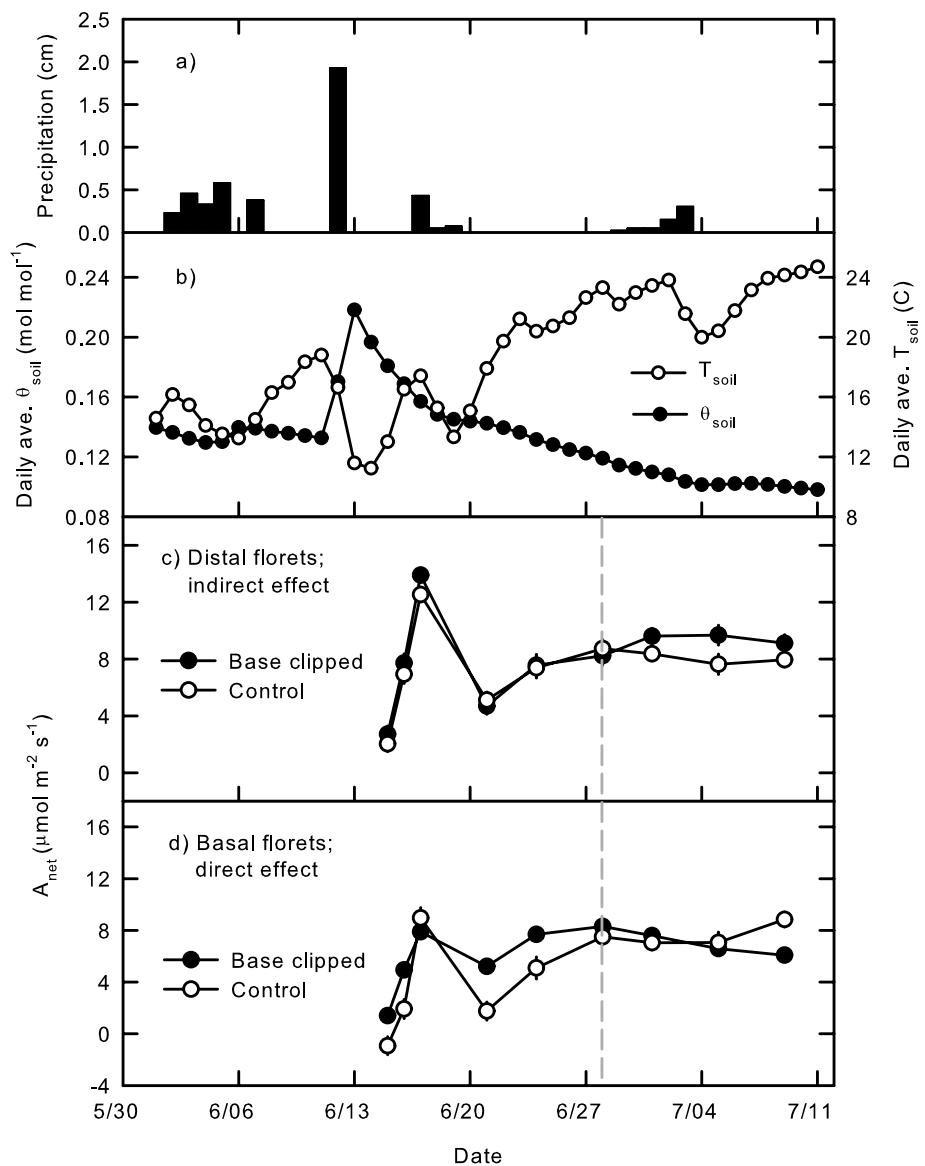 Precipitation (cm)
2.5
2.0
1.5
1.0
0.5
0.0
a)
Daily ave. θsoil (mol mol-1)
0.24
0.20
0.16
0.12
0.08
b)
Tsoil
θsoil
24
20
16
12
8
Daily ave. Tsoil (C)
Anet (μmol m-2 s-1)
16
12
8
4
0
c) Distal florets;
indirect effect
Base clipped
Control
16
12
8
4
0
-4
d) Basal florets;
direct effect
Base clipped
Control
5/30 6/06 6/13 6/20 6/27 7/04 7/11
Date